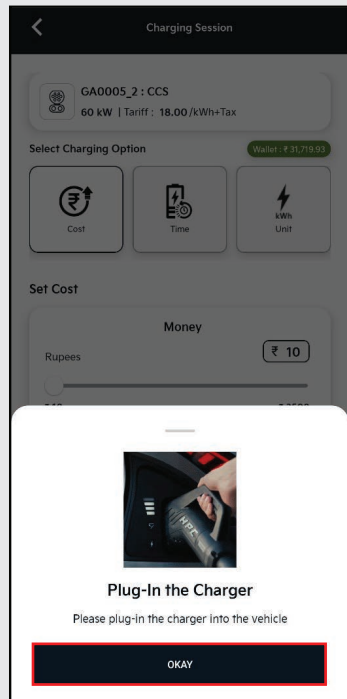 Charging Session
GA0005_2 : CCS
60 kW | Tariff : 18.00 /kWh+Tax
Select Charging Option
Wallet : ₹ 31,719.93
Cost
Time
kWh
Unit
Set Cost
Money
Rupees
₹ 10
HPC
Plug-In the Charger
Please plug-in the charger into the vehicle
OKAY